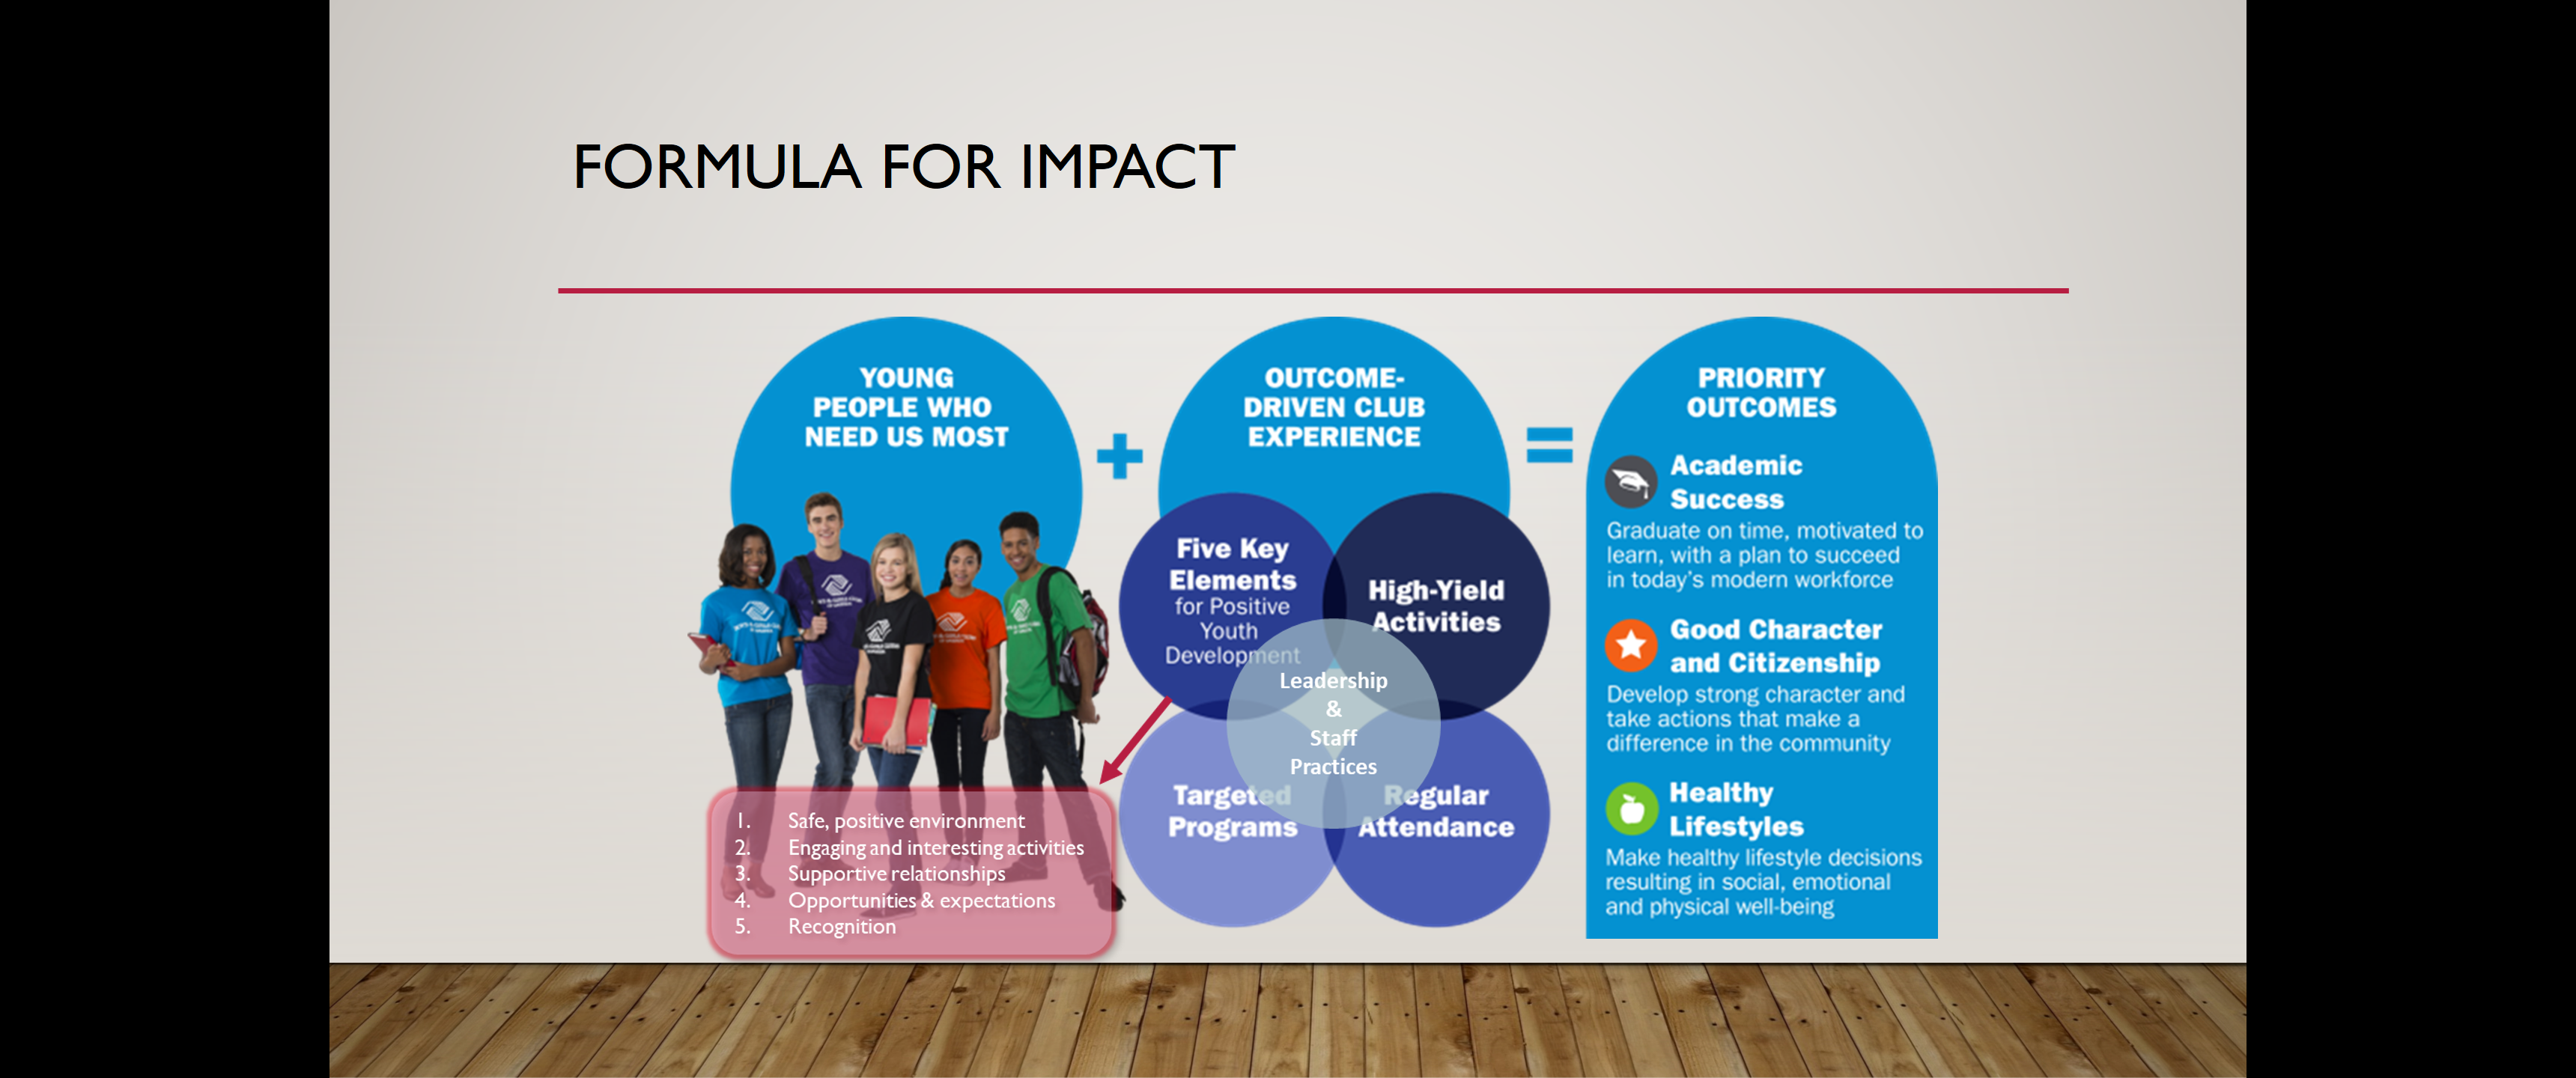 FORMULA FOR IMPACT
YOUNG
PEOPLE WHO
NEED US MOST
+
OUTCOME-
DRIVEN CLUB
EXPERIENCE
=
PRIORITY
OUTCOMES
Five Key
Elements
for Positive
Youth
Development
High-Yield
Activities
Leadership
&
Staff
Practices
Targeted
Programs
Regular
Attendance
1. Safe, positive environment
2. Engaging and interesting activities
3. Supportive relationships
4. Opportunities & expectations
5. Recognition
Academic
Success
Graduate on time, motivated to
learn, with a plan to succeed
in today's modern workforce
Good Character
and Citizenship
Develop strong character and
take actions that make a
difference in the community
Healthy
Lifestyles
Make healthy lifestyle decisions
resulting in social, emotional
and physical well-being